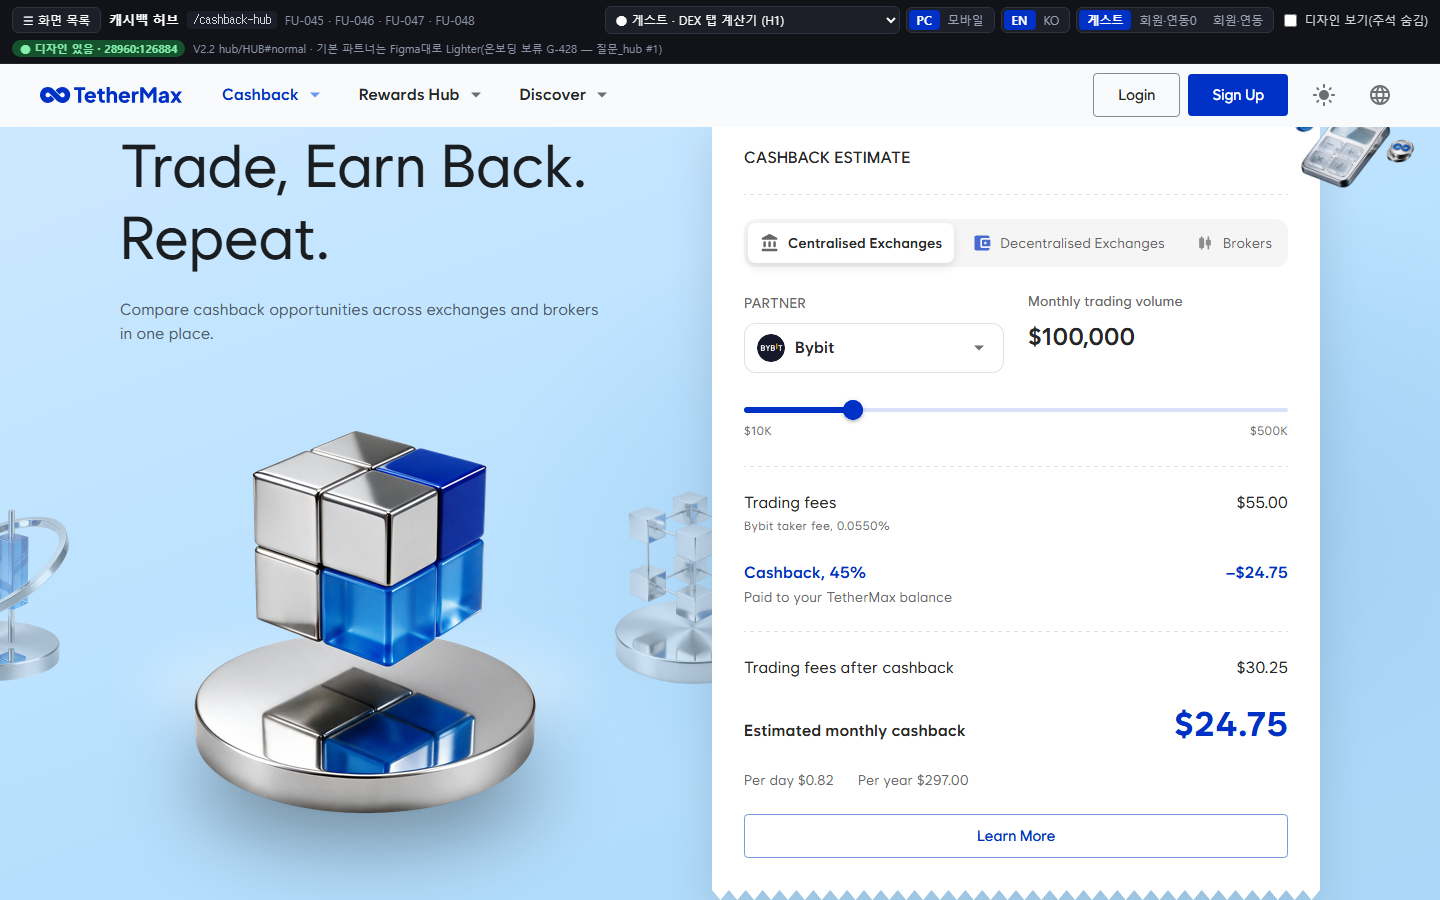 ☰ 화면 목록 캐시백 허브 /cashback-hub FU-045 · FU-046 · FU-047 · FU-048 ● 게스트 · DEX 탭 계산기 (H1) PC 모바일 EN KO 게스트 회원·연동0 회원·연동 디자인 보기(주석 숨김)
● 디자인 있음 · 28960:126884 V2.2 hub/HUB#normal · 기본 파트너는 Figma대로 Lighter(온보딩 보류 G-428 — 질문_hub #1)
TetherMax Cashback Rewards Hub Discover Login Sign Up
Trade, Earn Back.
Repeat.
Compare cashback opportunities across exchanges and brokers
in one place.
CASHBACK ESTIMATE
Centralised Exchanges Decentralised Exchanges Brokers
PARTNER Monthly trading volume
BYBIT Bybit $100,000
$10K $500K
Trading fees $55.00
Bybit taker fee, 0.0550%
Cashback, 45% –$24.75
Paid to your TetherMax balance
Trading fees after cashback $30.25
Estimated monthly cashback $24.75
Per day $0.82 Per year $297.00
Learn More